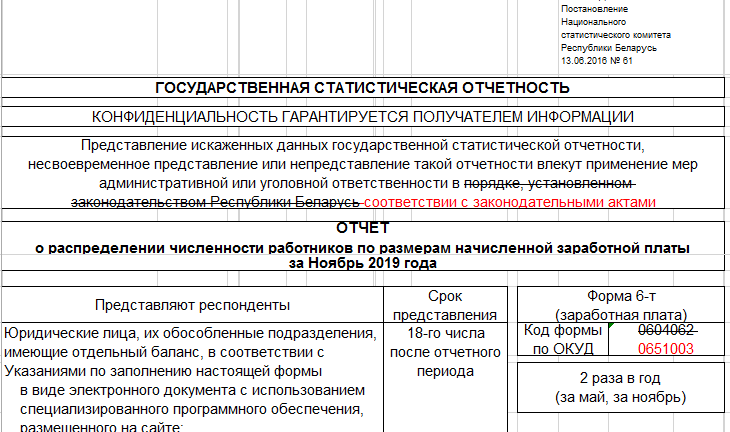 Постановление
Национального
статистического комитета
Республики Беларусь
13.06.2016 № 61
ГОСУДАРСТВЕННАЯ СТАТИСТИЧЕСКАЯ ОТЧЕТНОСТЬ
КОНФИДЕНЦИАЛЬНОСТЬ ГАРАНТИРУЕТСЯ ПОЛУЧАТЕЛЕМ ИНФОРМАЦИИ
Представление искаженных данных государственной статистической отчетности,
несвоевременное представление или непредставление такой отчетности влекут применение мер
административной или уголовной ответственности в порядке, установленном
законодательством Республики Беларусь соответствии с законодательными актами
ОТЧЕТ
о распределении численности работников по размерам начисленной заработной платы
за Ноябрь 2019 года
Представляют респонденты
Срок
представления
Юридические лица, их обособленные подразделения,
имеющие отдельный баланс, в соответствии с
Указаниями по заполнению настоящей формы
в виде электронного документа с использованием
специализированного программного обеспечения,
размещенного на сайте:
18-го числа
после отчетного
периода
Форма 6-т
(заработная плата)
Код формы
по ОКУД
0604062
0651003
2 раза в год
(за май, за ноябрь)